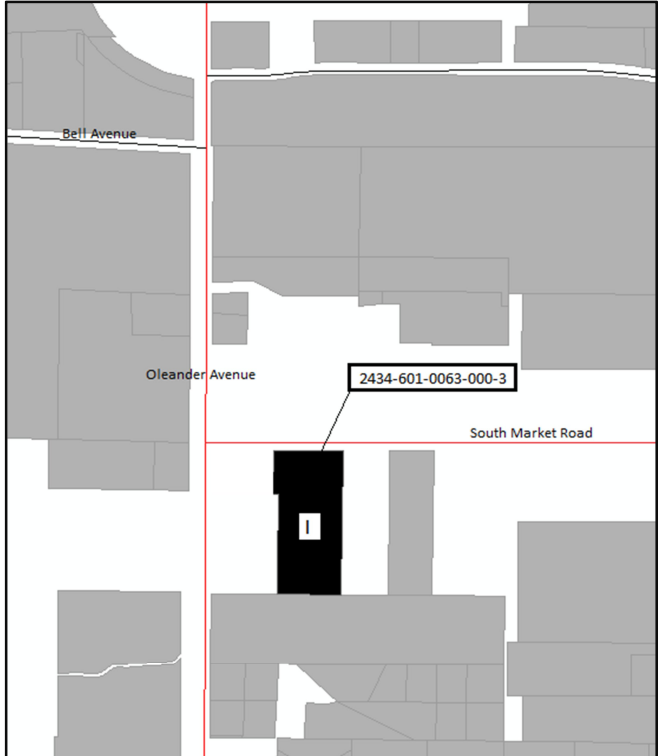 Bell Avenue
Oleander Avenue
2434-601-0063-000-3
South Market Road
I